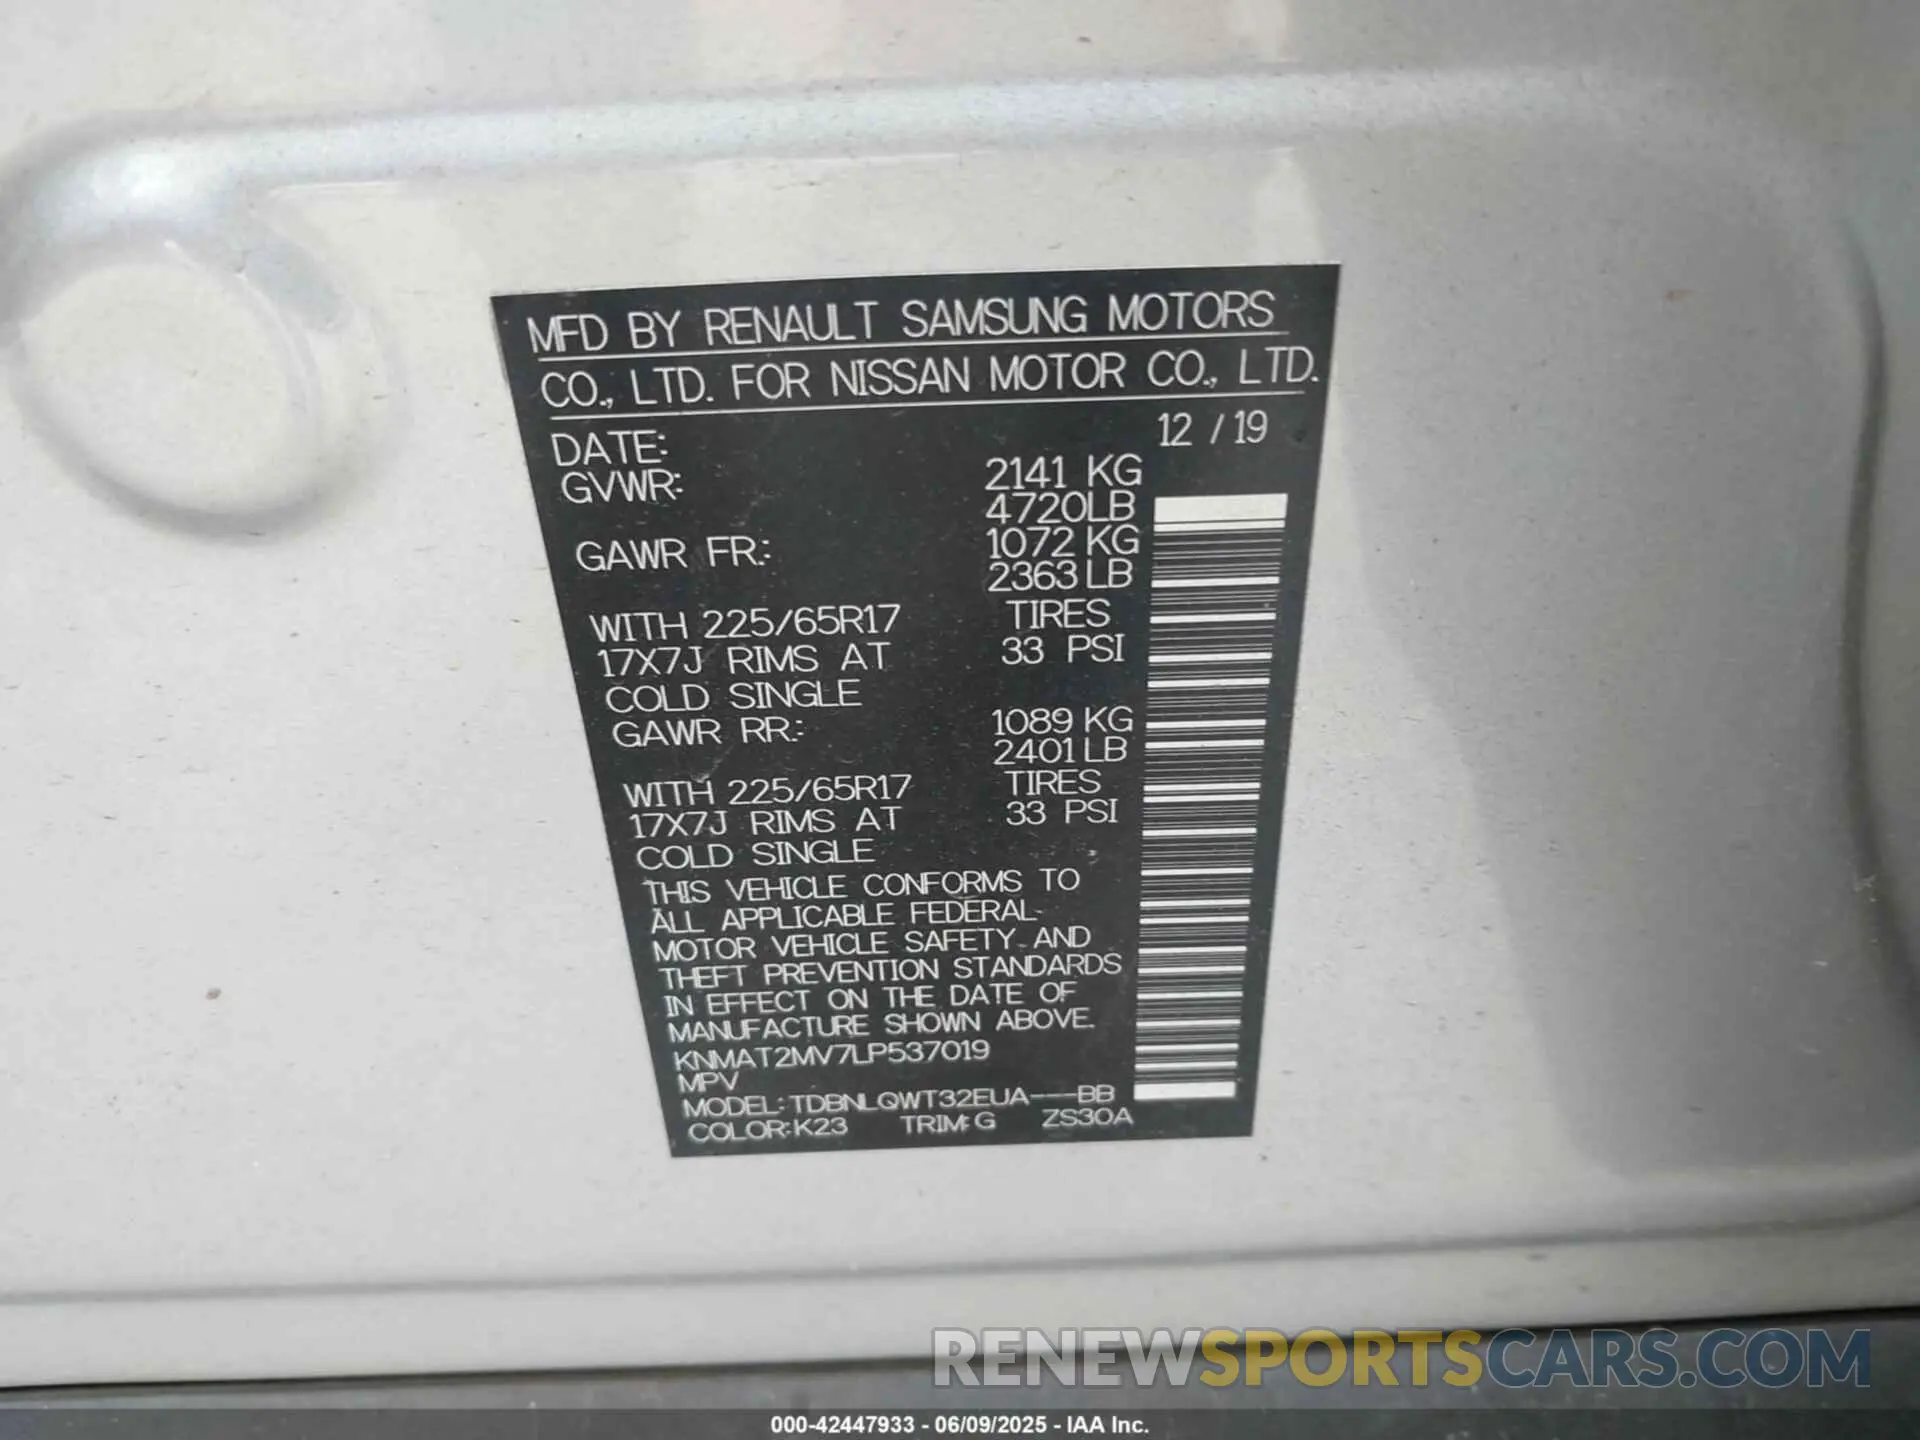 MFD BY RENAULT SAMSUNG MOTORS
CO., LTD. FOR NISSAN MOTOR CO., LTD.
DATE: 12 / 19
GVWR: 2141 KG
4720LB
GAWR FR.: 1072 KG
2363 LB
WITH 225/65R17 TIRES
17X7J RIMS AT 33 PSI
COLD SINGLE
GAWR RR.: 1089 KG
2401 LB
WITH 225/65R17 TIRES
17X7J RIMS AT 33 PSI
COLD SINGLE
THIS VEHICLE CONFORMS TO
ALL APPLICABLE FEDERAL
MOTOR VEHICLE SAFETY AND
THEFT PREVENTION STANDARDS
IN EFFECT ON THE DATE OF
MANUFACTURE SHOWN ABOVE.
KNMAT2MV7LP537019
MPV
MODEL: TDBNLQWT32EUA---BB
COLOR: K23 TRIM: G ZS30A
RENEWSPORTSCARS.COM
000-42447933 - 06/09/2025 - IAA Inc.